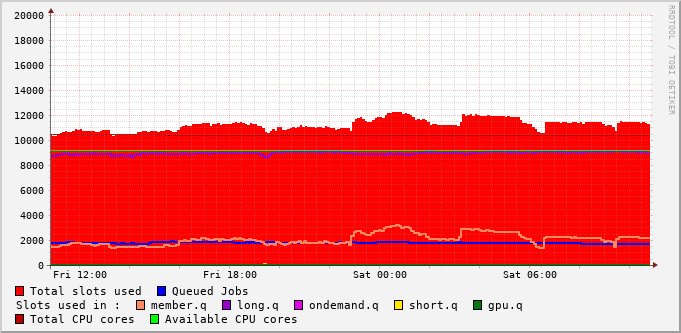 20000
18000
16000
14000
12000
10000
8000
6000
4000
2000
0
Fri 12:00 Fri 18:00 Sat 00:00 Sat 06:00
RRDTOOL / TOBI OETIKER
Total slots used Queued Jobs
Slots used in : member.q long.q ondemand.q short.q gpu.q
Total CPU cores Available CPU cores